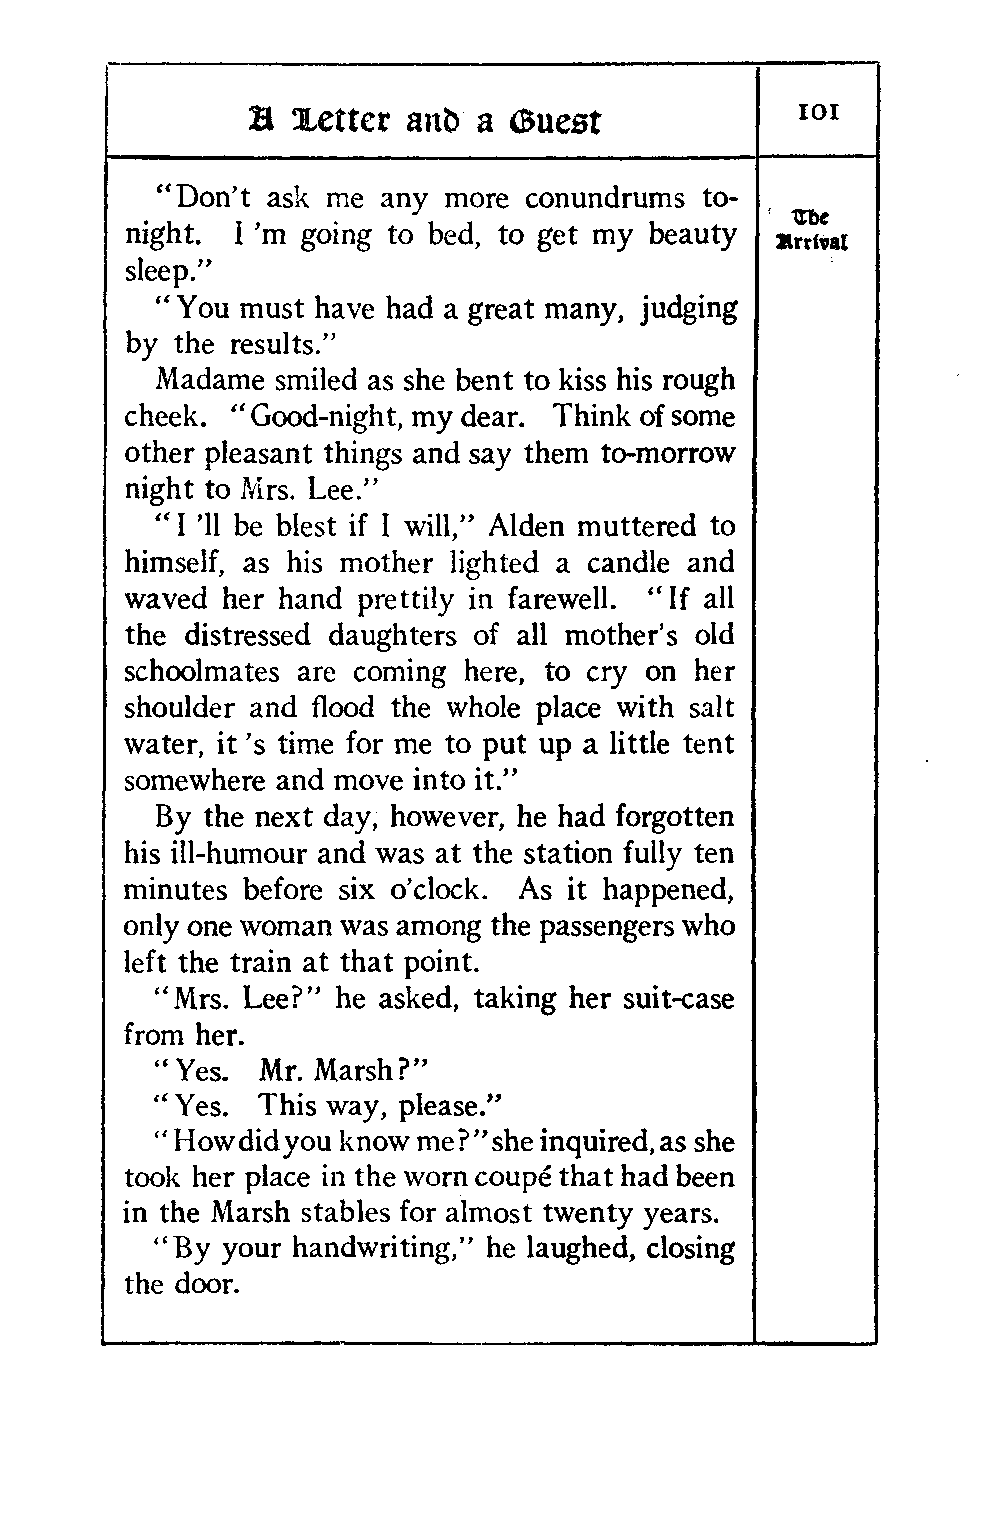 A Letter and a Guest
101
The
Arrival
“Don’t ask me any more conundrums to-
night. I ’m going to bed, to get my beauty
sleep.”
“You must have had a great many, judging
by the results.”
Madame smiled as she bent to kiss his rough
cheek. “Good-night, my dear. Think of some
other pleasant things and say them to-morrow
night to Mrs. Lee.”
“I ’ll be blest if I will,” Alden muttered to
himself, as his mother lighted a candle and
waved her hand prettily in farewell. “If all
the distressed daughters of all mother’s old
schoolmates are coming here, to cry on her
shoulder and flood the whole place with salt
water, it ’s time for me to put up a little tent
somewhere and move into it.”
By the next day, however, he had forgotten
his ill-humour and was at the station fully ten
minutes before six o’clock. As it happened,
only one woman was among the passengers who
left the train at that point.
“Mrs. Lee?” he asked, taking her suit-case
from her.
“Yes. Mr. Marsh?”
“Yes. This way, please.”
“How did you know me?” she inquired, as she
took her place in the worn coupé that had been
in the Marsh stables for almost twenty years.
“By your handwriting,” he laughed, closing
the door.